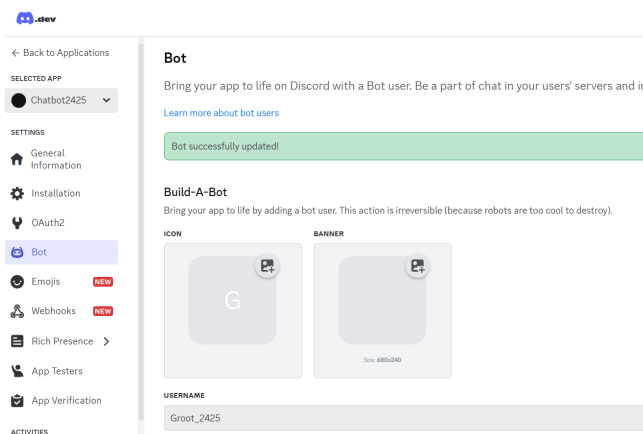 .dev
Back to Applications
SELECTED APP
Chatbot2425
SETTINGS
General
Information
Installation
OAuth2
Bot
Emojis NEW
Webhooks NEW
Rich Presence
App Testers
App Verification
ACTIVITIES
Bot
Bring your app to life on Discord with a Bot user. Be a part of chat in your users' servers and i
Learn more about bot users
Bot successfully updated!
Build-A-Bot
Bring your app to life by adding a bot user. This action is irreversible (because robots are too cool to destroy).
ICON BANNER
G
Size: 680x240
USERNAME
Groot_2425